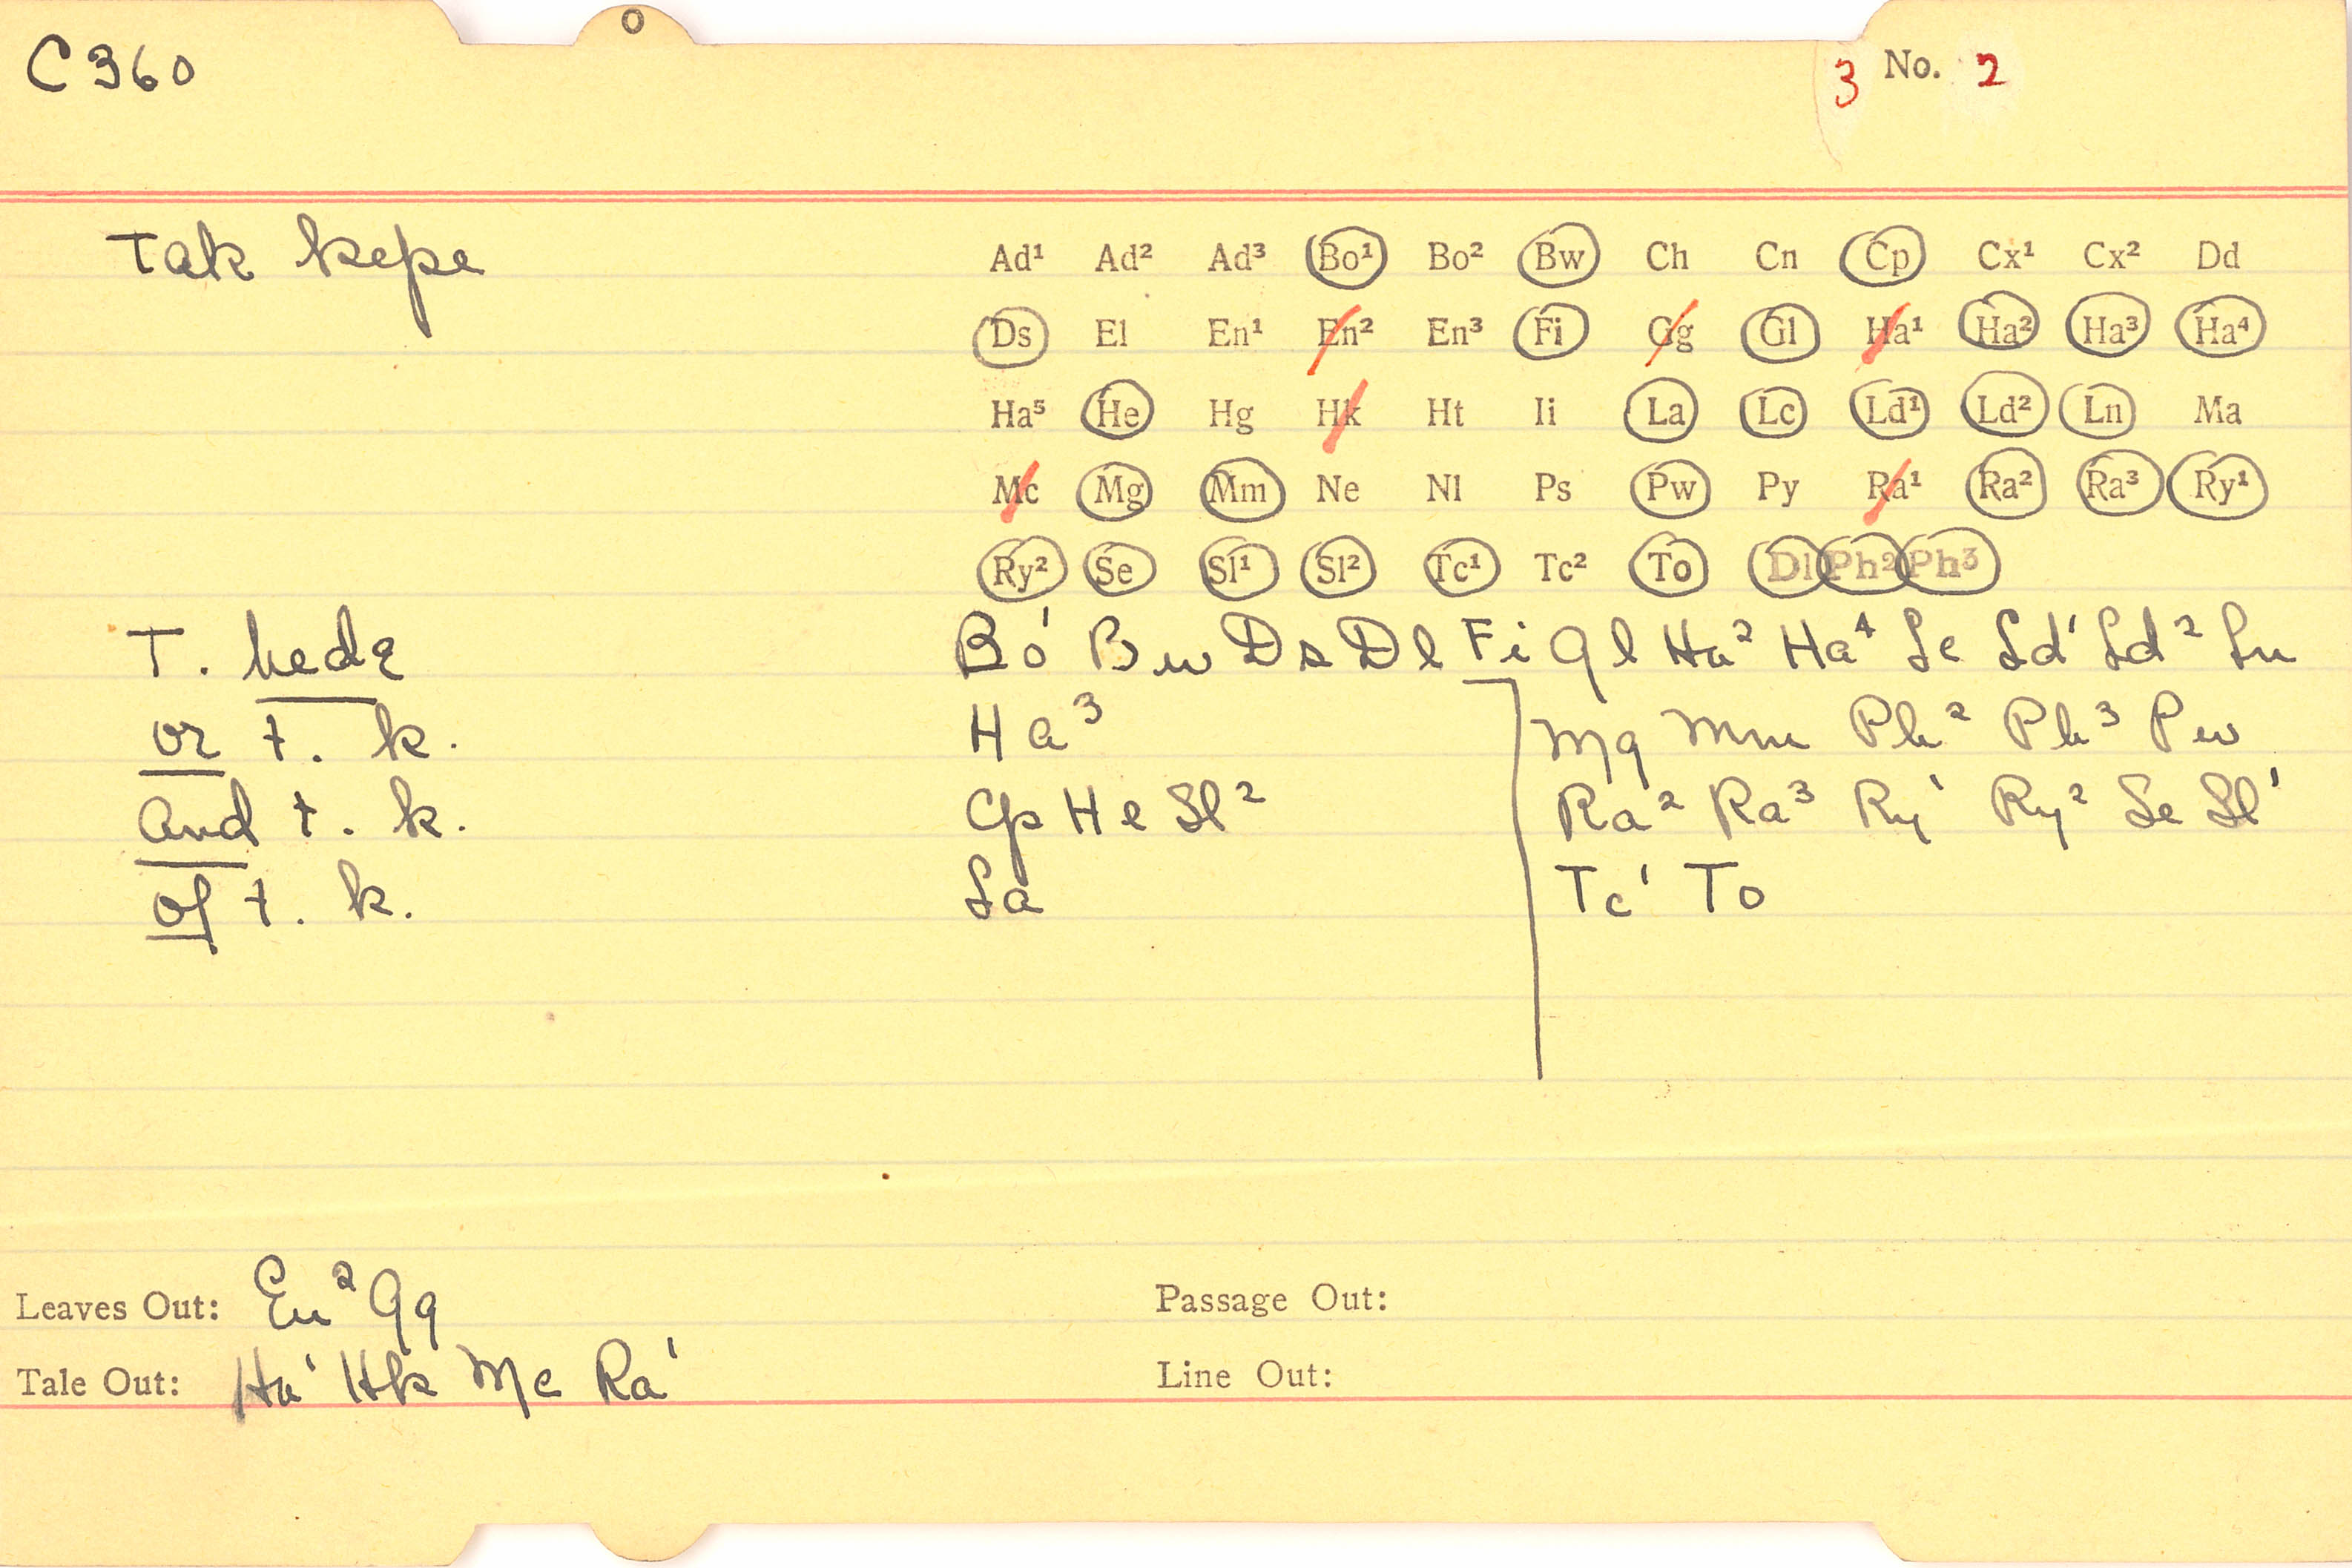 O
C 360
3 No. 2
Tak kepe
Ad¹ Ad² Ad³ Bo¹ Bo² Bw Ch Cn Cp Cx¹ Cx² Dd
Ds El En¹ En² En³ Fi Gg Gl Ha¹ Ha² Ha³ Ha⁴
Ha⁵ He Hg Hk Ht Ii La Lc Ld¹ Ld² Ln Ma
Mc Mg Mm Ne Nl Ps Pw Py Ra¹ Ra² Ra³ Ry¹
Ry² Se Sl¹ Sl² Tc¹ Tc² To Dl Ph2 Ph3
T. hede Bo¹ Bw Ds Dl Fi Gl Ha² Ha⁴ Lc Ld¹ Ld² Ln
or t. k. Ha³ Mg Mm Ph² Ph³ Pw
And t. k. Cp He Sl² Ra² Ra³ Ry¹ Ry² Se Sl¹
of t. k. La Tc¹ To
Leaves Out: En² Gg Passage Out:
Tale Out: Ha¹ Hk Mc Ra¹ Line Out: